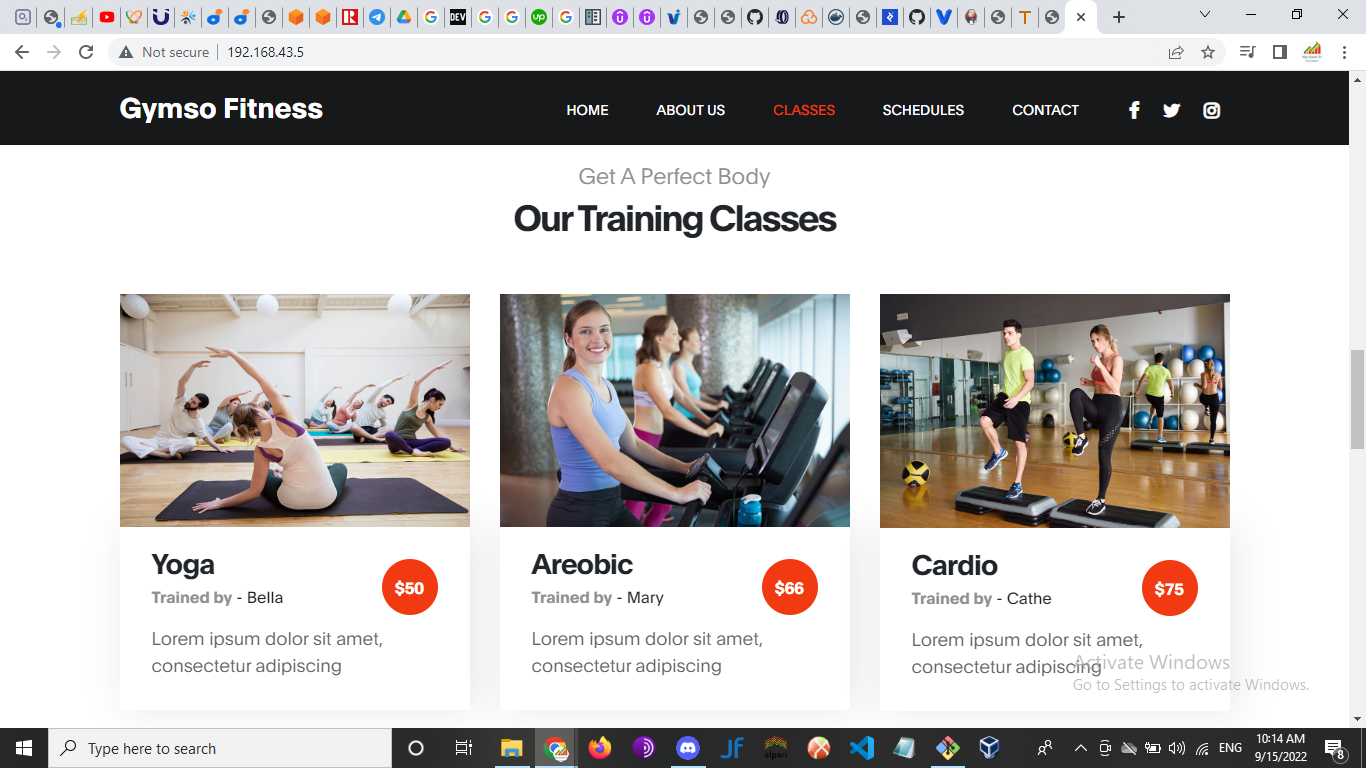 Not secure
192.168.43.5
Gymso Fitness
HOME
ABOUT US
CLASSES
SCHEDULES
CONTACT
Get A Perfect Body
Our Training Classes
Yoga
Trained by - Bella
$50
Lorem ipsum dolor sit amet,
consectetur adipiscing
Areobic
Trained by - Mary
$66
Lorem ipsum dolor sit amet,
consectetur adipiscing
Cardio
Trained by - Cathe
$75
Lorem ipsum dolor sit amet,
consectetur adipiscing
Activate Windows
Go to Settings to activate Windows.
Type here to search
ENG
10:14 AM
9/15/2022
8